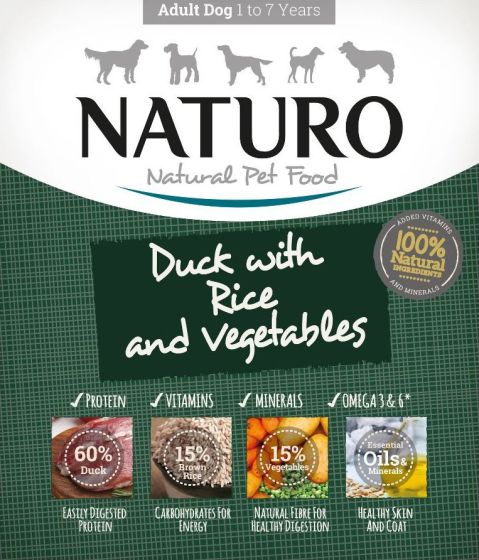 Adult Dog 1 to 7 Years
NATURO
Natural Pet Food
ADDED VITAMINS
100%
Natural
INGREDIENTS
AND MINERALS
Duck with
Rice
and Vegetables
✓ PROTEIN ✓ VITAMINS ✓ MINERALS ✓ OMEGA 3 & 6*
60%
Duck
15%
Brown
Rice
15%
Vegetables
Essential
Oils &
Minerals
EASILY DIGESTED
PROTEIN
CARBOHYDRATES FOR
ENERGY
NATURAL FIBRE FOR
HEALTHY DIGESTION
HEALTHY SKIN
AND COAT